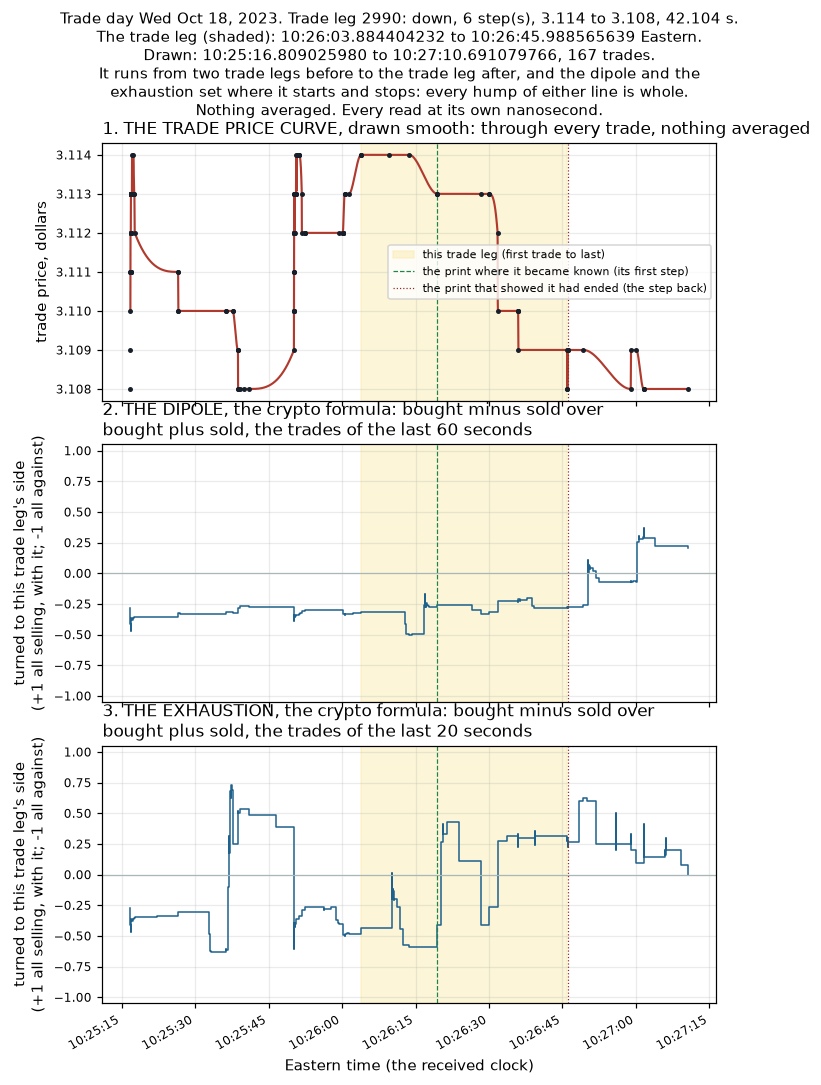 Trade day Wed Oct 18, 2023. Trade leg 2990: down, 6 step(s), 3.114 to 3.108, 42.104 s.
The trade leg (shaded): 10:26:03.884404232 to 10:26:45.988565639 Eastern.
Drawn: 10:25:16.809025980 to 10:27:10.691079766, 167 trades.
It runs from two trade legs before to the trade leg after, and the dipole and the
exhaustion set where it starts and stops: every hump of either line is whole.
Nothing averaged. Every read at its own nanosecond.
1. THE TRADE PRICE CURVE, drawn smooth: through every trade, nothing averaged
3.114
3.113
3.112
3.111
3.110
3.109
3.108
trade price, dollars
this trade leg (first trade to last)
the print where it became known (its first step)
the print that showed it had ended (the step back)
2. THE DIPOLE, the crypto formula: bought minus sold over
bought plus sold, the trades of the last 60 seconds
1.00
0.75
0.50
0.25
0.00
−0.25
−0.50
−0.75
−1.00
turned to this trade leg's side
(+1 all selling, with it; -1 all against)
3. THE EXHAUSTION, the crypto formula: bought minus sold over
bought plus sold, the trades of the last 20 seconds
1.00
0.75
0.50
0.25
0.00
−0.25
−0.50
−0.75
−1.00
turned to this trade leg's side
(+1 all selling, with it; -1 all against)
10:25:15
10:25:30
10:25:45
10:26:00
10:26:15
10:26:30
10:26:45
10:27:00
10:27:15
Eastern time (the received clock)